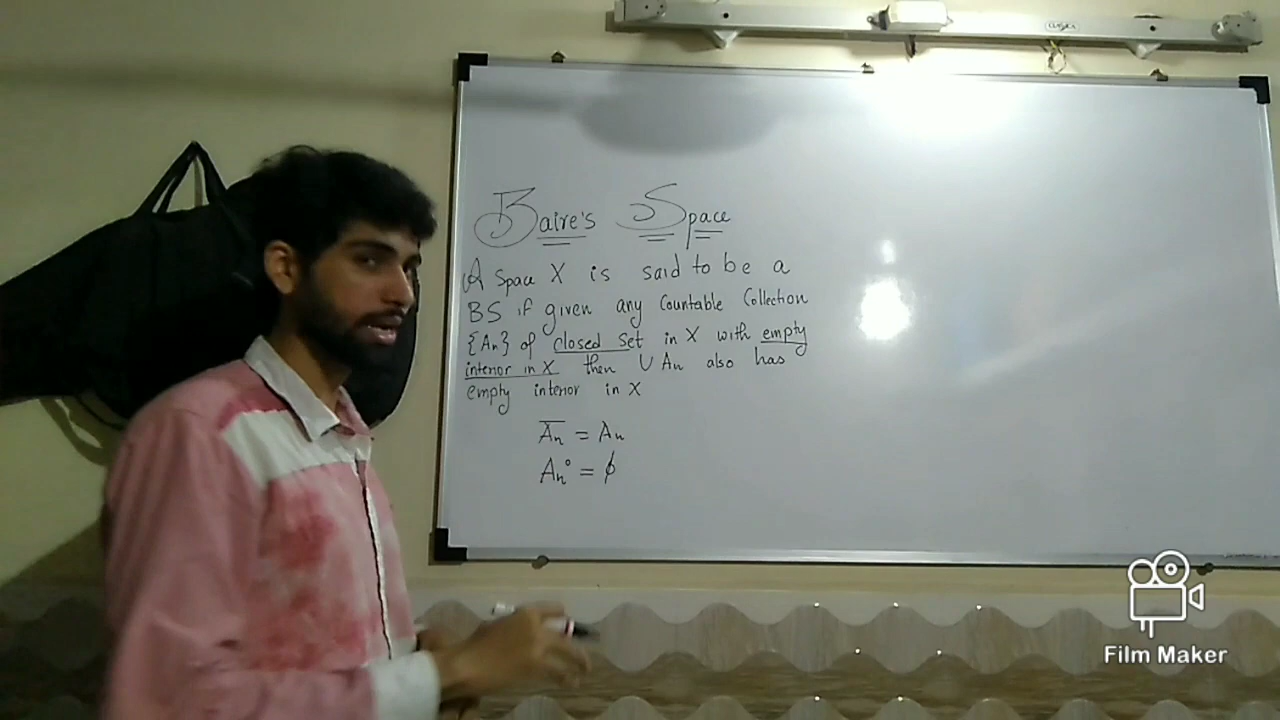 Baire's Space
A space X is said to be a
BS if given any Countable Collection
{An} of closed set in X with empty
interior in X then ∪ An also has
empty interior in X
A̅n̅ = An
An° = ϕ
Film Maker